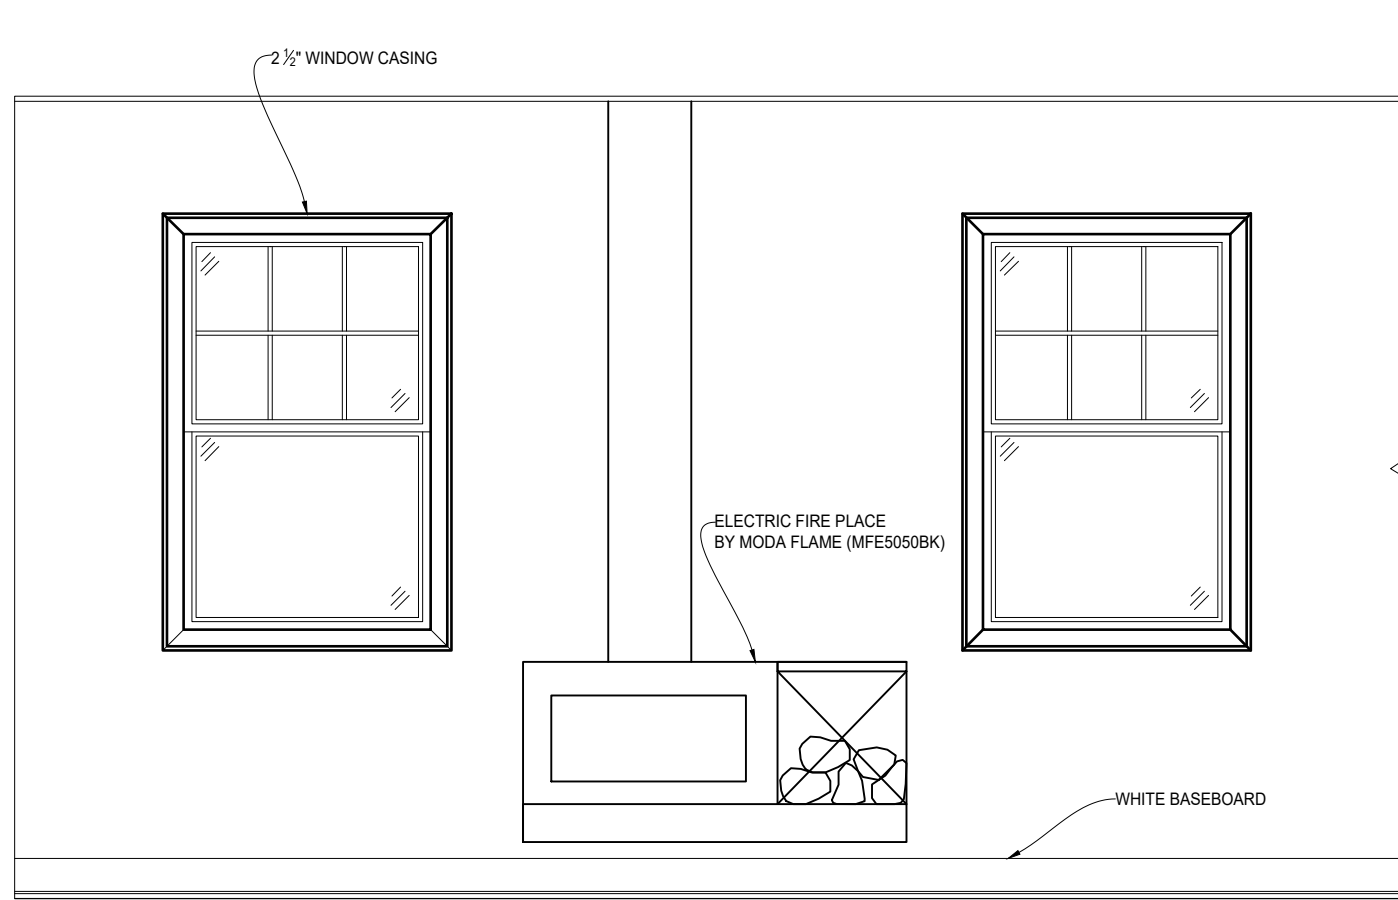 2 ½" WINDOW CASING
ELECTRIC FIRE PLACE
BY MODA FLAME (MFE5050BK)
WHITE BASEBOARD